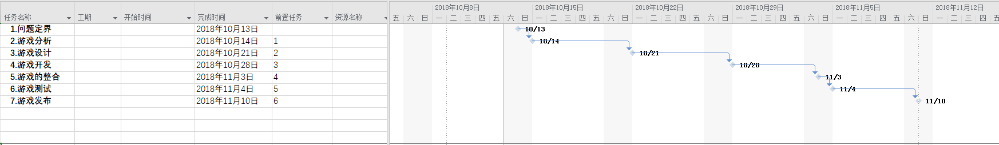 任务名称 工期 开始时间 完成时间 前置任务 资源名称
1.问题定界 2018年10月13日
2.游戏分析 2018年10月14日 1
3.游戏设计 2018年10月21日 2
4.游戏开发 2018年10月28日 3
5.游戏的整合 2018年11月3日 4
6.游戏测试 2018年11月4日 5
7.游戏发布 2018年11月10日 6
2018年10月8日 2018年10月15日 2018年10月22日 2018年10月29日 2018年11月5日 2018年11月12日
五 六 日 一 二 三 四 五 六 日 一 二 三 四 五 六 日 一 二 三 四 五 六 日 一 二 三 四 五 六 日 一 二 三 四 五 六 日 一 二 三 四 五
10/13
10/14
10/21
10/28
11/3
11/4
11/10